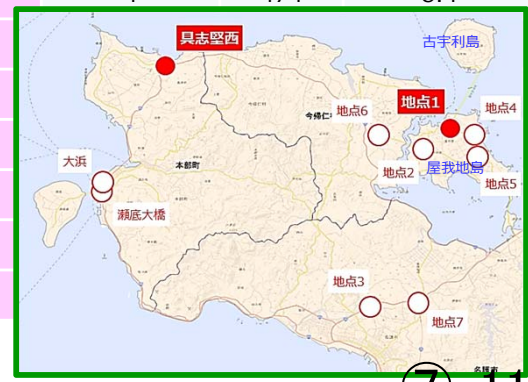 具志堅西
古宇利島
今帰仁村
地点6
地点1
地点4
大浜
本部町
地点2
屋我地島
地点5
瀬底大橋
地点3
地点7
名護市